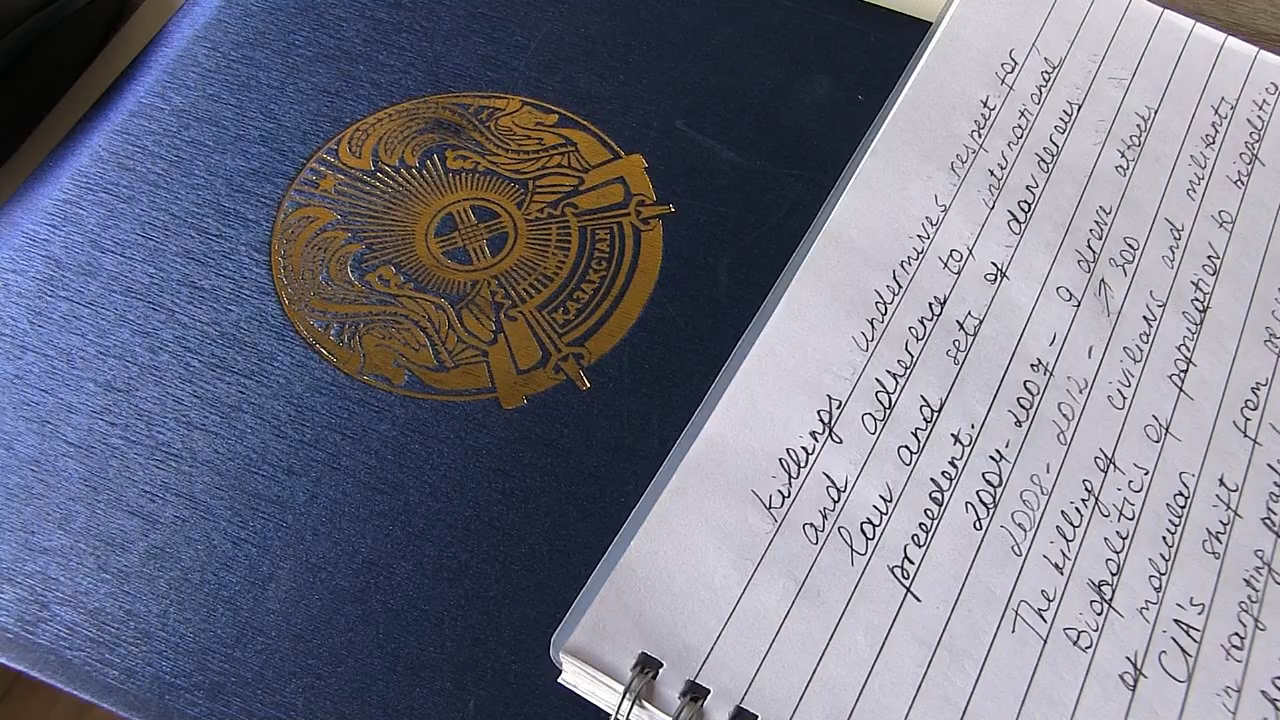 ҚАЗАҚСТАН
killings undermines respect for
and adherence to, international
law and sets of dan derous
precedent.
2004 - 2007 - 9 drone attacks
2008 - 2012 - ↗ 300
The killing of civilians and militants
Biopolitics of population to biopolitics
of molecular.
CIA's shift from
in targeting